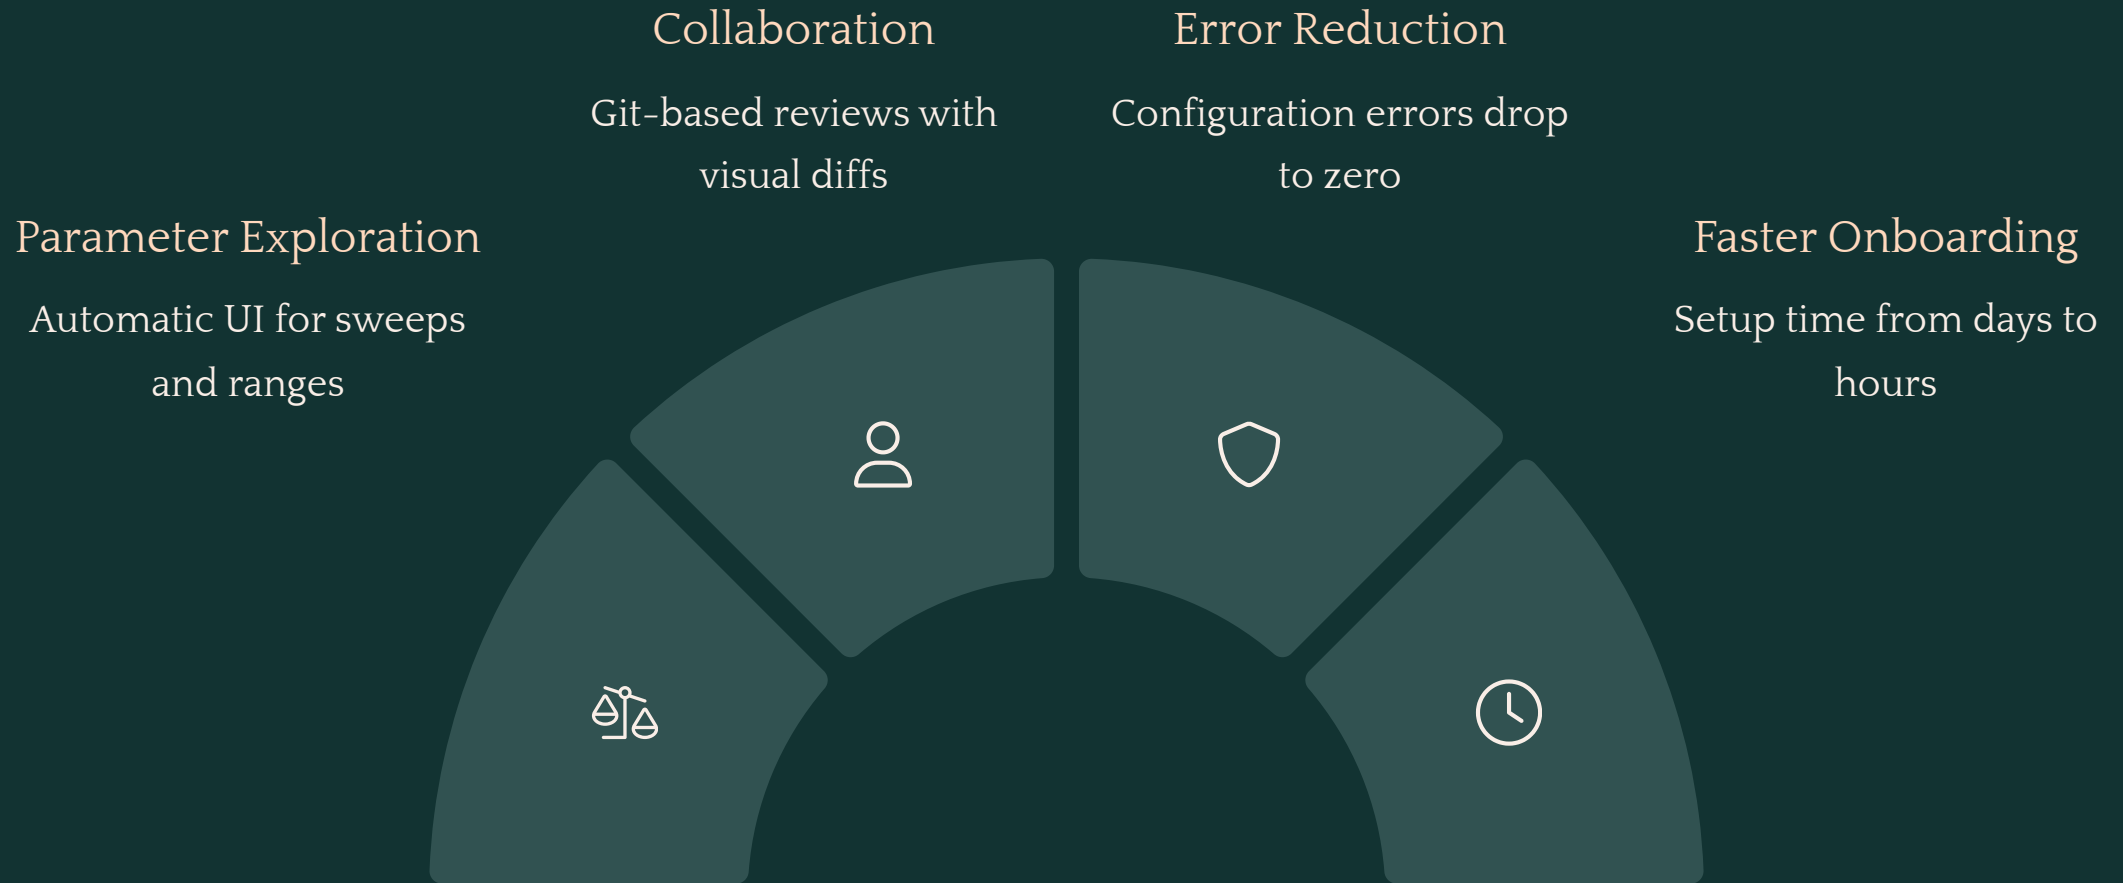 Parameter Exploration
Automatic UI for sweeps
and ranges
Collaboration
Git-based reviews with
visual diffs
Error Reduction
Configuration errors drop
to zero
Faster Onboarding
Setup time from days to
hours